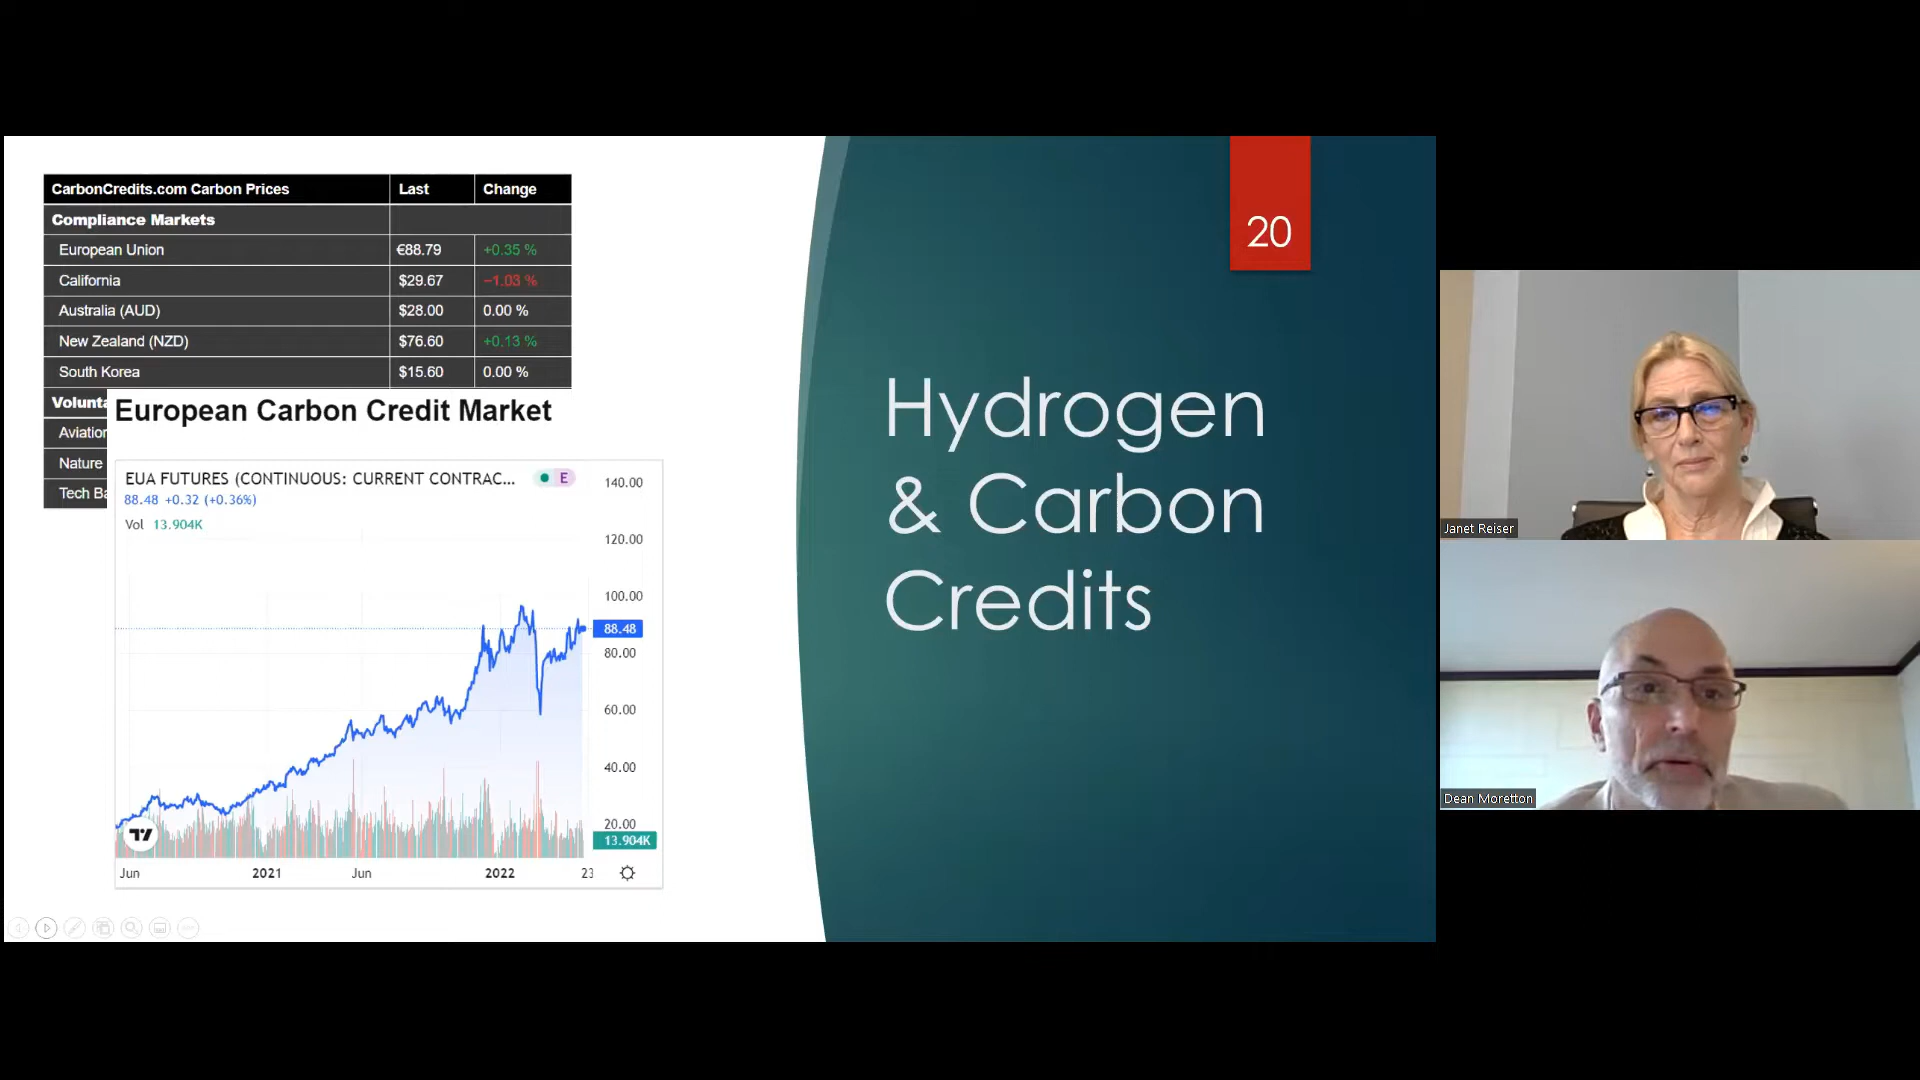 CarbonCredits.com Carbon Prices Last Change
Compliance Markets
European Union €88.79 +0.35 %
California $29.67 −1.03 %
Australia (AUD) $28.00 0.00 %
New Zealand (NZD) $76.60 +0.13 %
South Korea $15.60 0.00 %
Volunta
Aviation
Nature
Tech Ba
European Carbon Credit Market
EUA FUTURES (CONTINUOUS: CURRENT CONTRAC... E
88.48 +0.32 (+0.36%)
Vol 13.904K
140.00
120.00
100.00
88.48
80.00
60.00
40.00
20.00
13.904K
Jun 2021 Jun 2022 23
20
Hydrogen
& Carbon
Credits
Janet Reiser
Dean Moretton